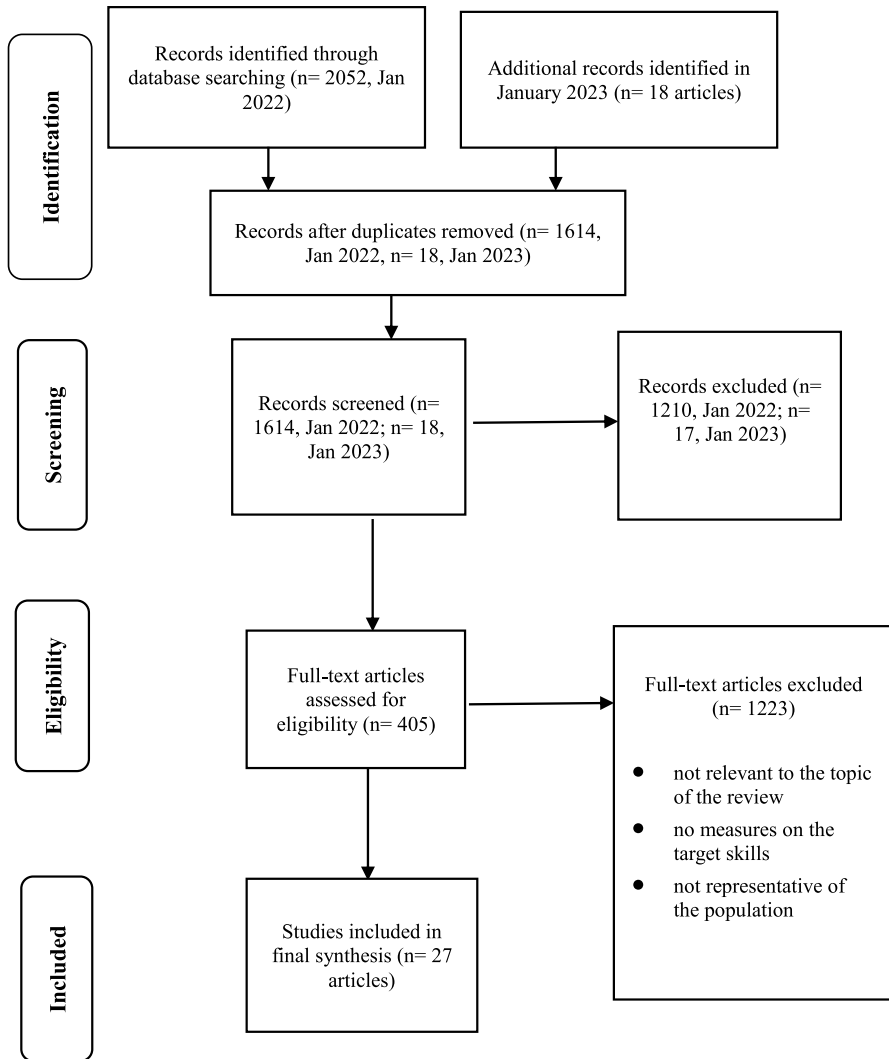 Identification
Records identified through
database searching (n= 2052, Jan
2022)
Additional records identified in
January 2023 (n= 18 articles)
Records after duplicates removed (n= 1614,
Jan 2022, n= 18, Jan 2023)
Screening
Records screened (n=
1614, Jan 2022; n= 18,
Jan 2023)
Records excluded (n=
1210, Jan 2022; n=
17, Jan 2023)
Eligibility
Full-text articles
assessed for
eligibility (n= 405)
Full-text articles excluded
(n= 1223)
● not relevant to the topic
of the review
● no measures on the
target skills
● not representative of
the population
Included
Studies included in
final synthesis (n= 27
articles)